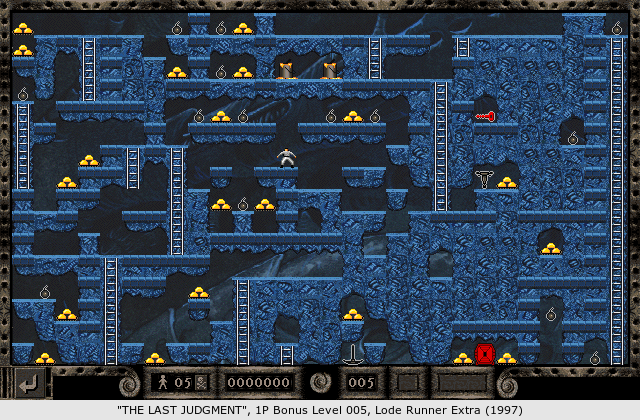 05 0000000 005
"THE LAST JUDGMENT", 1P Bonus Level 005, Lode Runner Extra (1997)